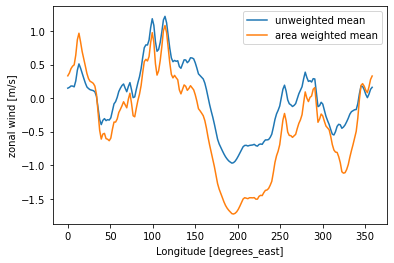 unweighted mean
area weighted mean
zonal wind [m/s]
1.0
0.5
0.0
−0.5
−1.0
−1.5
0 50 100 150 200 250 300 350
Longitude [degrees_east]